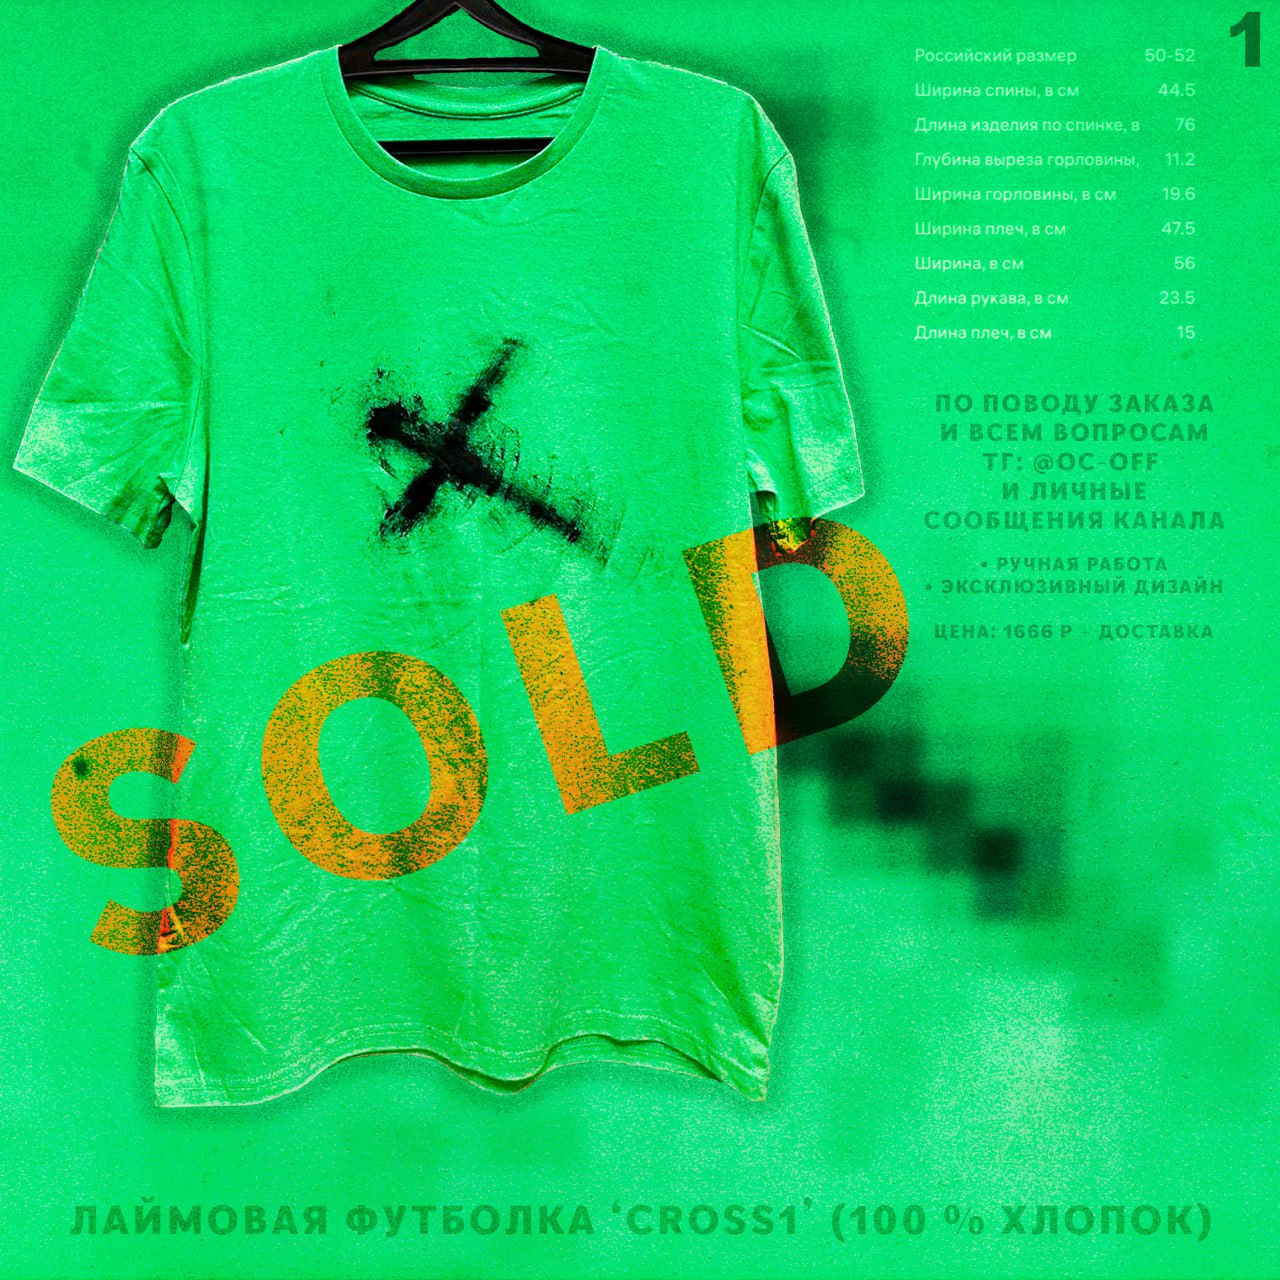 1
Российский размер 50-52
Ширина спины, в см 44.5
Длина изделия по спинке, в 76
Глубина выреза горловины, 11.2
Ширина горловины, в см 19.6
Ширина плеч, в см 47.5
Ширина, в см 56
Длина рукава, в см 23.5
Длина плеч, в см 15
ПО ПОВОДУ ЗАКАЗА
И ВСЕМ ВОПРОСАМ
ТГ: @OC-OFF
И ЛИЧНЫЕ
СООБЩЕНИЯ КАНАЛА
• РУЧНАЯ РАБОТА
• ЭКСКЛЮЗИВНЫЙ ДИЗАЙН
ЦЕНА: 1666 Р + ДОСТАВКА
SOLD
ЛАЙМОВАЯ ФУТБОЛКА ‘CROSS1’ (100 % ХЛОПОК)